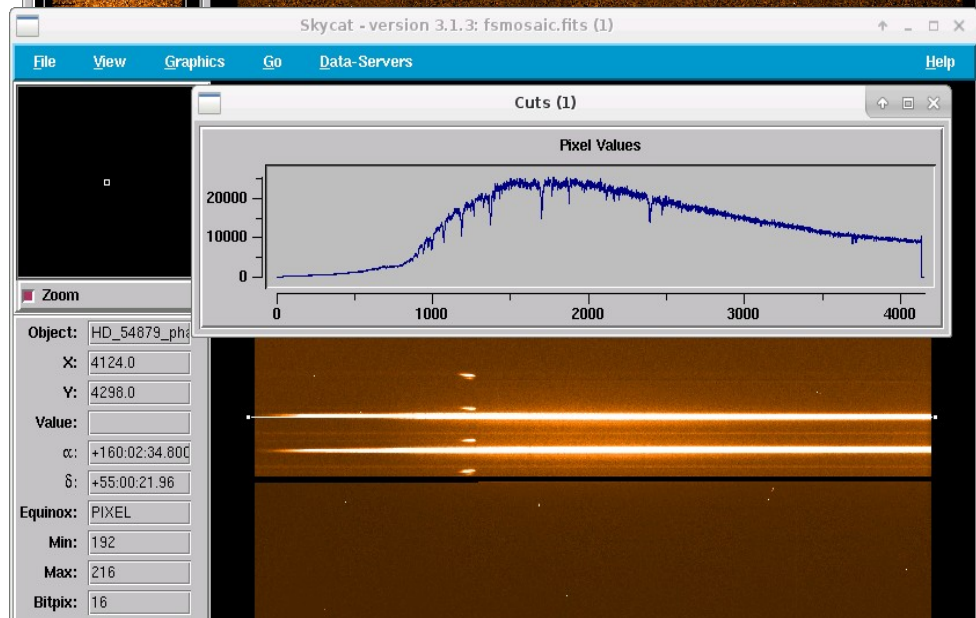 Skycat - version 3.1.3: fsmosaic.fits (1)
File View Graphics Go Data-Servers Help
Cuts (1)
Pixel Values
20000
10000
0
0 1000 2000 3000 4000
Zoom
Object: HD_54879_pha
X: 4124.0
Y: 4298.0
Value:
α: +160:02:34.800
δ: +55:00:21.96
Equinox: PIXEL
Min: 192
Max: 216
Bitpix: 16